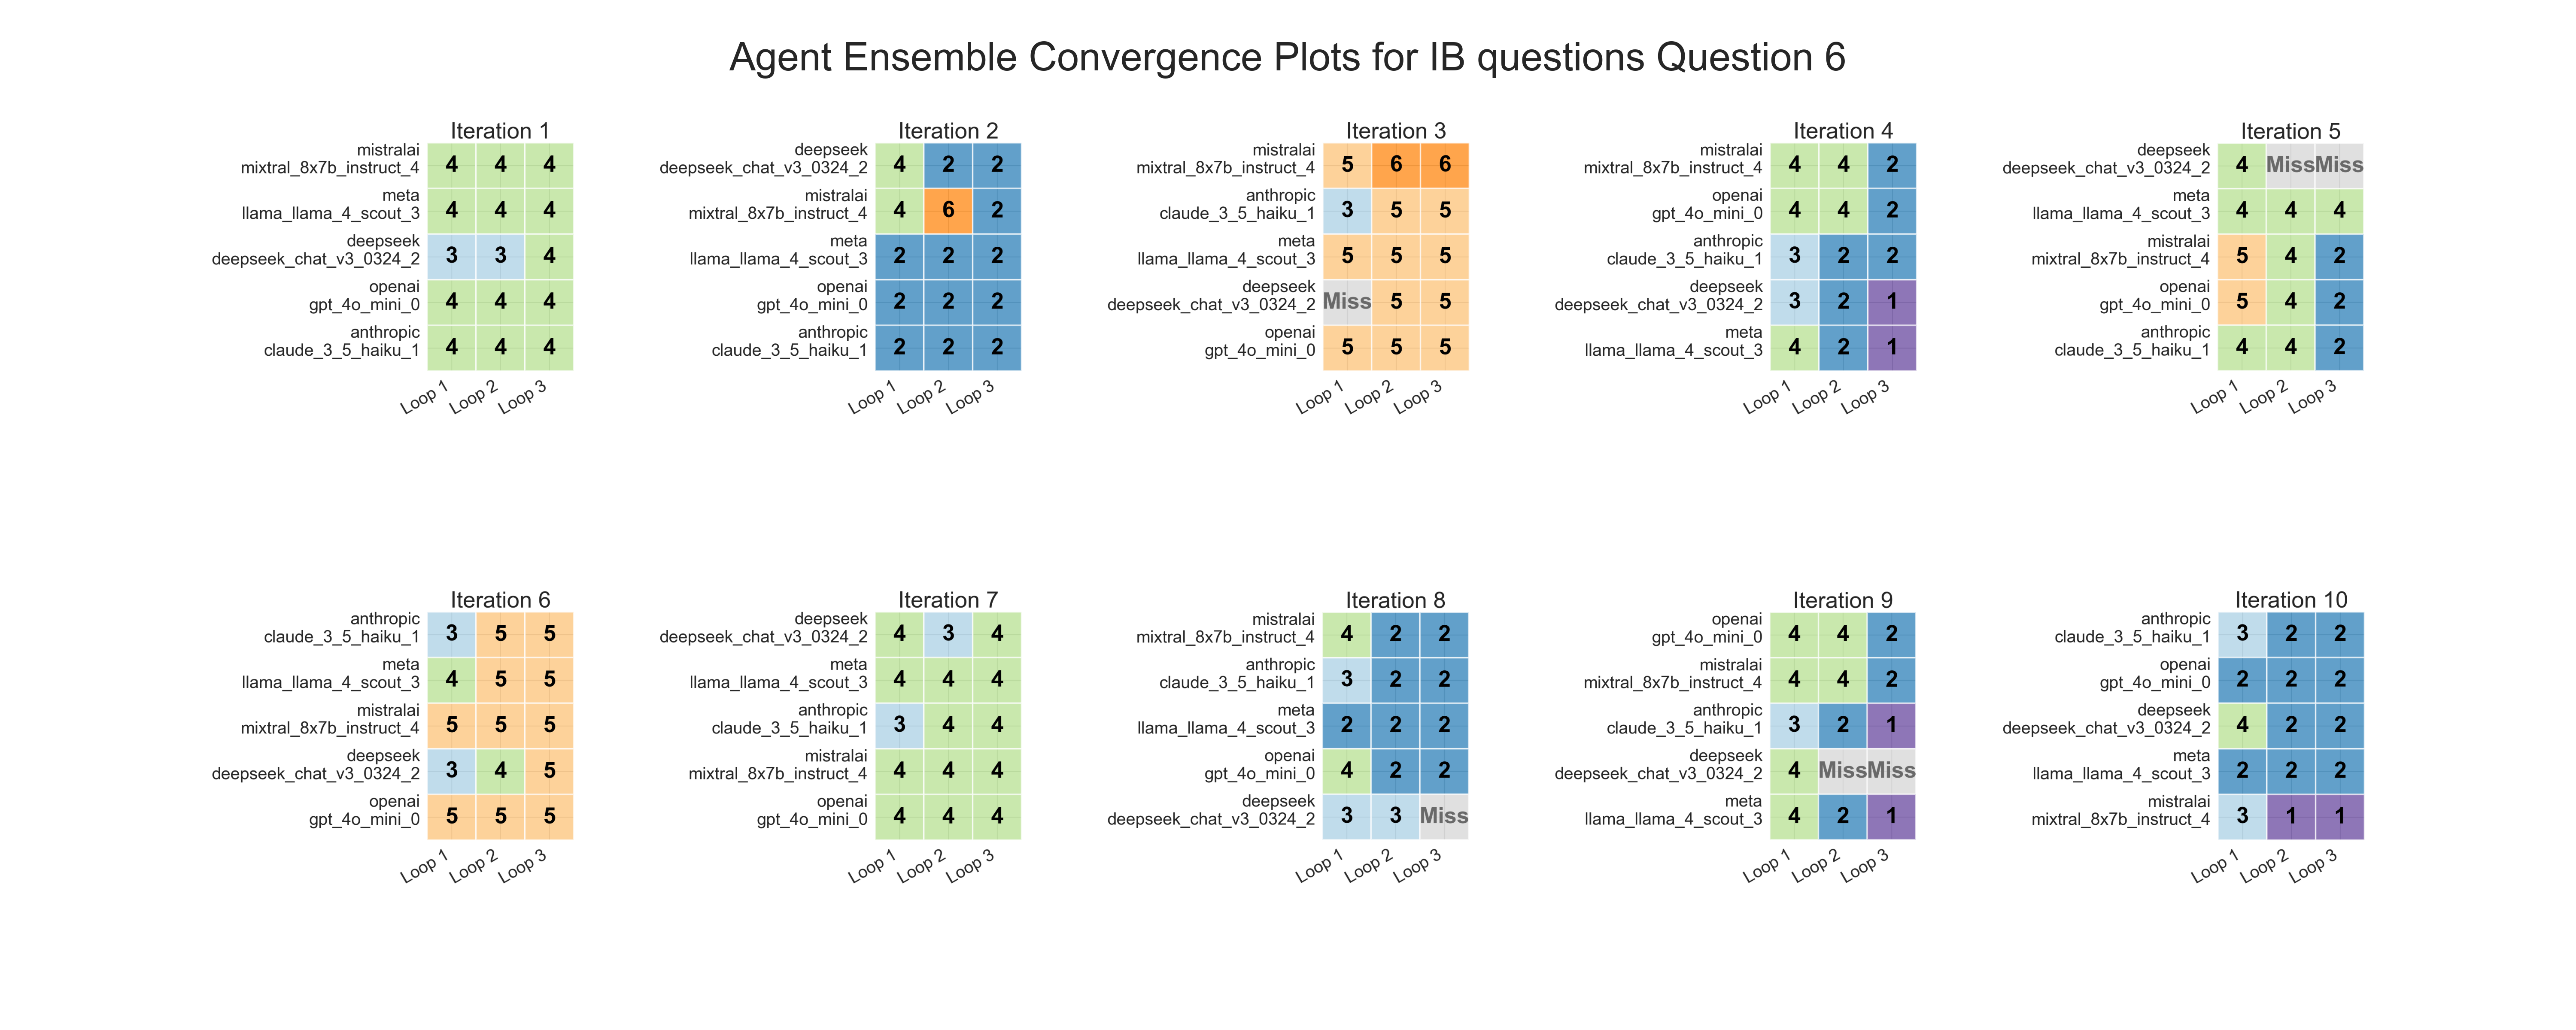 Agent Ensemble Convergence Plots for IB questions Question 6
Iteration 1
mistralai
mixtral_8x7b_instruct_4
4 4 4
meta
llama_llama_4_scout_3
4 4 4
deepseek
deepseek_chat_v3_0324_2
3 3 4
openai
gpt_4o_mini_0
4 4 4
anthropic
claude_3_5_haiku_1
4 4 4
Loop 1 Loop 2 Loop 3
Iteration 2
deepseek
deepseek_chat_v3_0324_2
4 2 2
mistralai
mixtral_8x7b_instruct_4
4 6 2
meta
llama_llama_4_scout_3
2 2 2
openai
gpt_4o_mini_0
2 2 2
anthropic
claude_3_5_haiku_1
2 2 2
Loop 1 Loop 2 Loop 3
Iteration 3
mistralai
mixtral_8x7b_instruct_4
5 6 6
anthropic
claude_3_5_haiku_1
3 5 5
meta
llama_llama_4_scout_3
5 5 5
deepseek
deepseek_chat_v3_0324_2
Miss 5 5
openai
gpt_4o_mini_0
5 5 5
Loop 1 Loop 2 Loop 3
Iteration 4
mistralai
mixtral_8x7b_instruct_4
4 4 2
openai
gpt_4o_mini_0
4 4 2
anthropic
claude_3_5_haiku_1
3 2 2
deepseek
deepseek_chat_v3_0324_2
3 2 1
meta
llama_llama_4_scout_3
4 2 1
Loop 1 Loop 2 Loop 3
Iteration 5
deepseek
deepseek_chat_v3_0324_2
4 Miss Miss
meta
llama_llama_4_scout_3
4 4 4
mistralai
mixtral_8x7b_instruct_4
5 4 2
openai
gpt_4o_mini_0
5 4 2
anthropic
claude_3_5_haiku_1
4 4 2
Loop 1 Loop 2 Loop 3
Iteration 6
anthropic
claude_3_5_haiku_1
3 5 5
meta
llama_llama_4_scout_3
4 5 5
mistralai
mixtral_8x7b_instruct_4
5 5 5
deepseek
deepseek_chat_v3_0324_2
3 4 5
openai
gpt_4o_mini_0
5 5 5
Loop 1 Loop 2 Loop 3
Iteration 7
deepseek
deepseek_chat_v3_0324_2
4 3 4
meta
llama_llama_4_scout_3
4 4 4
anthropic
claude_3_5_haiku_1
3 4 4
mistralai
mixtral_8x7b_instruct_4
4 4 4
openai
gpt_4o_mini_0
4 4 4
Loop 1 Loop 2 Loop 3
Iteration 8
mistralai
mixtral_8x7b_instruct_4
4 2 2
anthropic
claude_3_5_haiku_1
3 2 2
meta
llama_llama_4_scout_3
2 2 2
openai
gpt_4o_mini_0
4 2 2
deepseek
deepseek_chat_v3_0324_2
3 3 Miss
Loop 1 Loop 2 Loop 3
Iteration 9
openai
gpt_4o_mini_0
4 4 2
mistralai
mixtral_8x7b_instruct_4
4 4 2
anthropic
claude_3_5_haiku_1
3 2 1
deepseek
deepseek_chat_v3_0324_2
4 Miss Miss
meta
llama_llama_4_scout_3
4 2 1
Loop 1 Loop 2 Loop 3
Iteration 10
anthropic
claude_3_5_haiku_1
3 2 2
openai
gpt_4o_mini_0
2 2 2
deepseek
deepseek_chat_v3_0324_2
4 2 2
meta
llama_llama_4_scout_3
2 2 2
mistralai
mixtral_8x7b_instruct_4
3 1 1
Loop 1 Loop 2 Loop 3